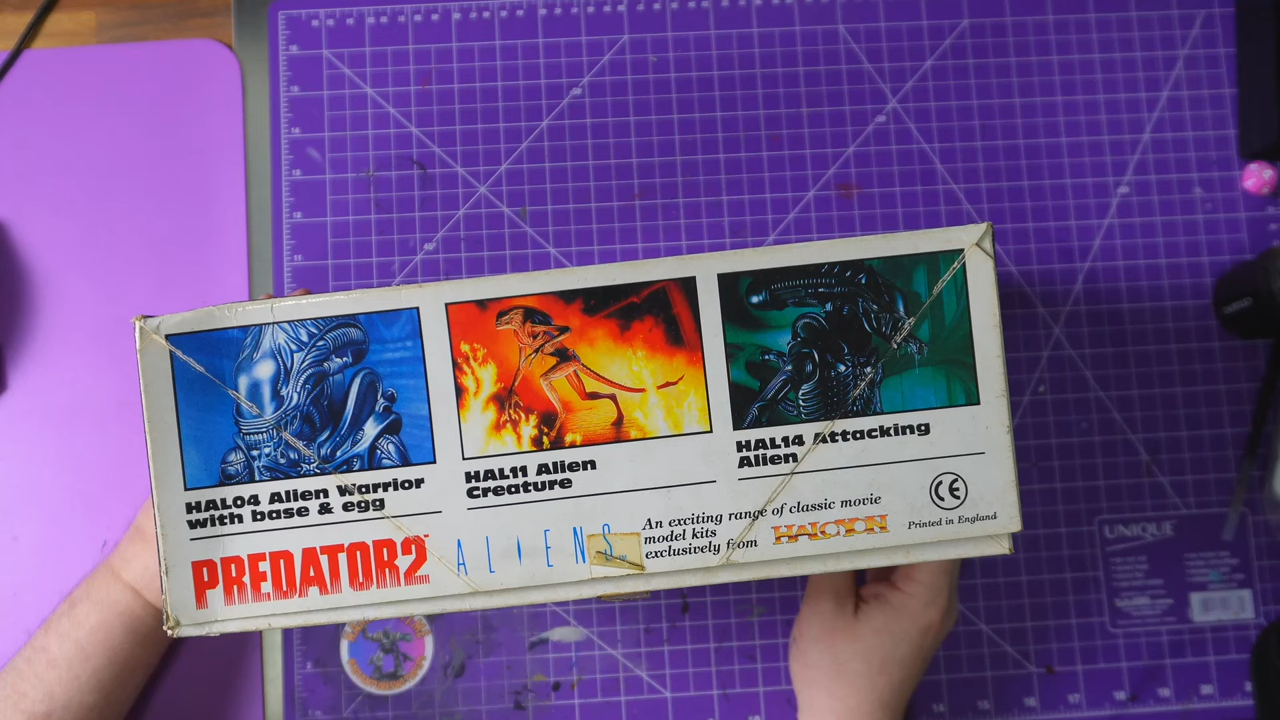 HAL04 Alien Warrior
with base & egg
HAL11 Alien
Creature
HAL14 Attacking
Alien
PREDATOR2™
ALIENS
An exciting range of classic movie
model kits
exclusively from
HALCYON
CE
Printed in England
UNIQUE